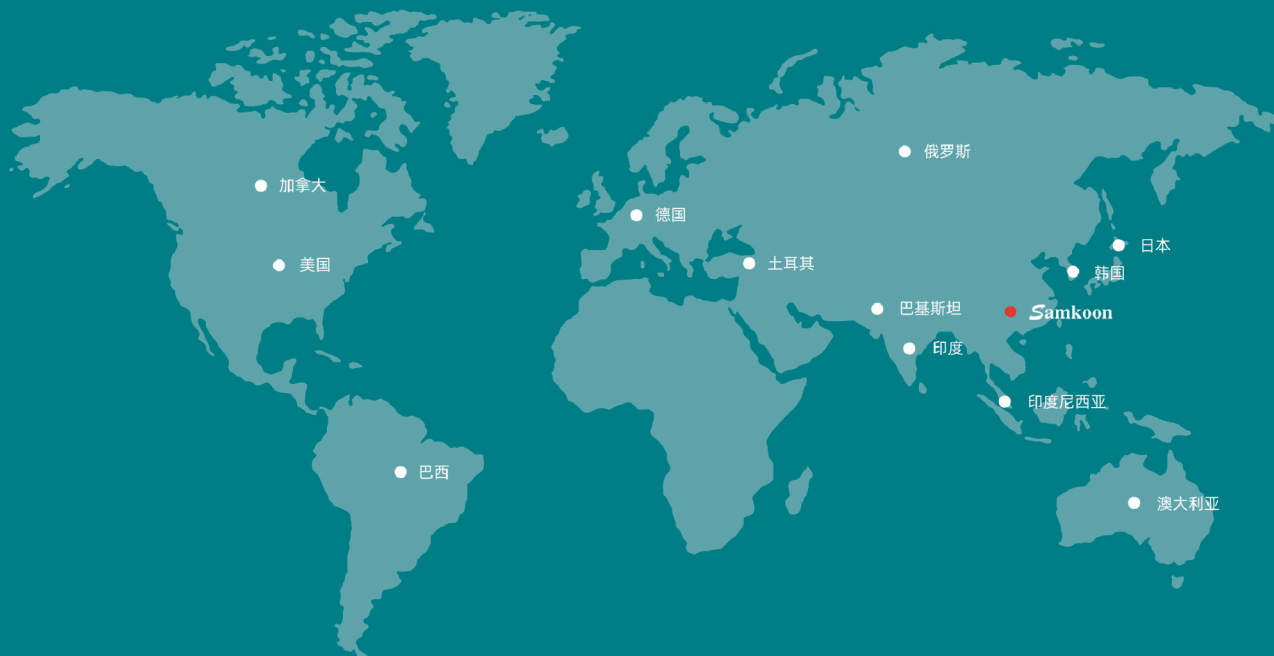 俄罗斯
加拿大
德国
日本
美国
土耳其
韩国
巴基斯坦
Samkoon
印度
印度尼西亚
巴西
澳大利亚